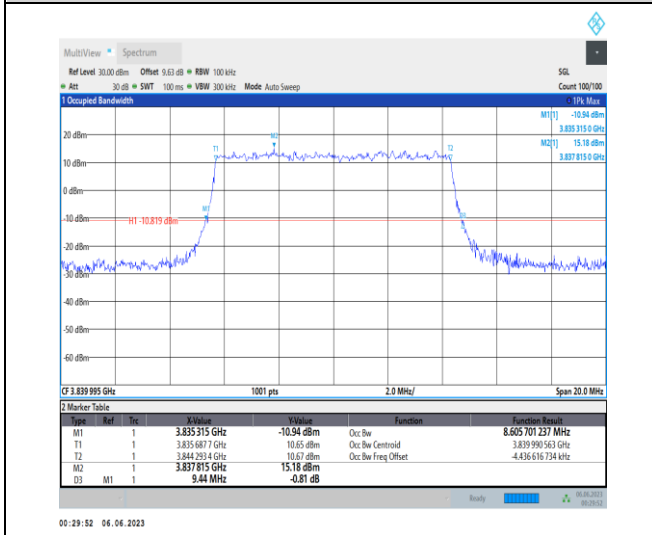 MultiView Spectrum
Ref Level 30.00 dBm Offset 9.63 dB RBW 100 kHz SGL
Att 30 dB SWT 100 ms VBW 300 kHz Mode Auto Sweep Count 100/100
1 Occupied Bandwidth 1Pk Max
M1[1] -10.94 dBm
3.835 315 0 GHz
M2[1] 15.18 dBm
3.837 815 0 GHz
20 dBm
T1 M2 T2
10 dBm
0 dBm
M1
-10 dBm H1 -10.819 dBm
-20 dBm
-30 dBm
-40 dBm
-50 dBm
-60 dBm
CF 3.839 995 GHz 1001 pts 2.0 MHz/ Span 20.0 MHz
2 Marker Table
Type Ref Trc X-Value Y-Value Function Function Result
M1 1 3.835 315 GHz -10.94 dBm Occ Bw 8.605 701 237 MHz
T1 1 3.835 687 7 GHz 10.65 dBm Occ Bw Centroid 3.839 990 563 GHz
T2 1 3.844 293 4 GHz 10.67 dBm Occ Bw Freq Offset -4.436 616 734 kHz
M2 1 3.837 815 GHz 15.18 dBm
D3 M1 1 9.44 MHz -0.81 dB
Ready 06.06.2023
00:29:52
00:29:52 06.06.2023